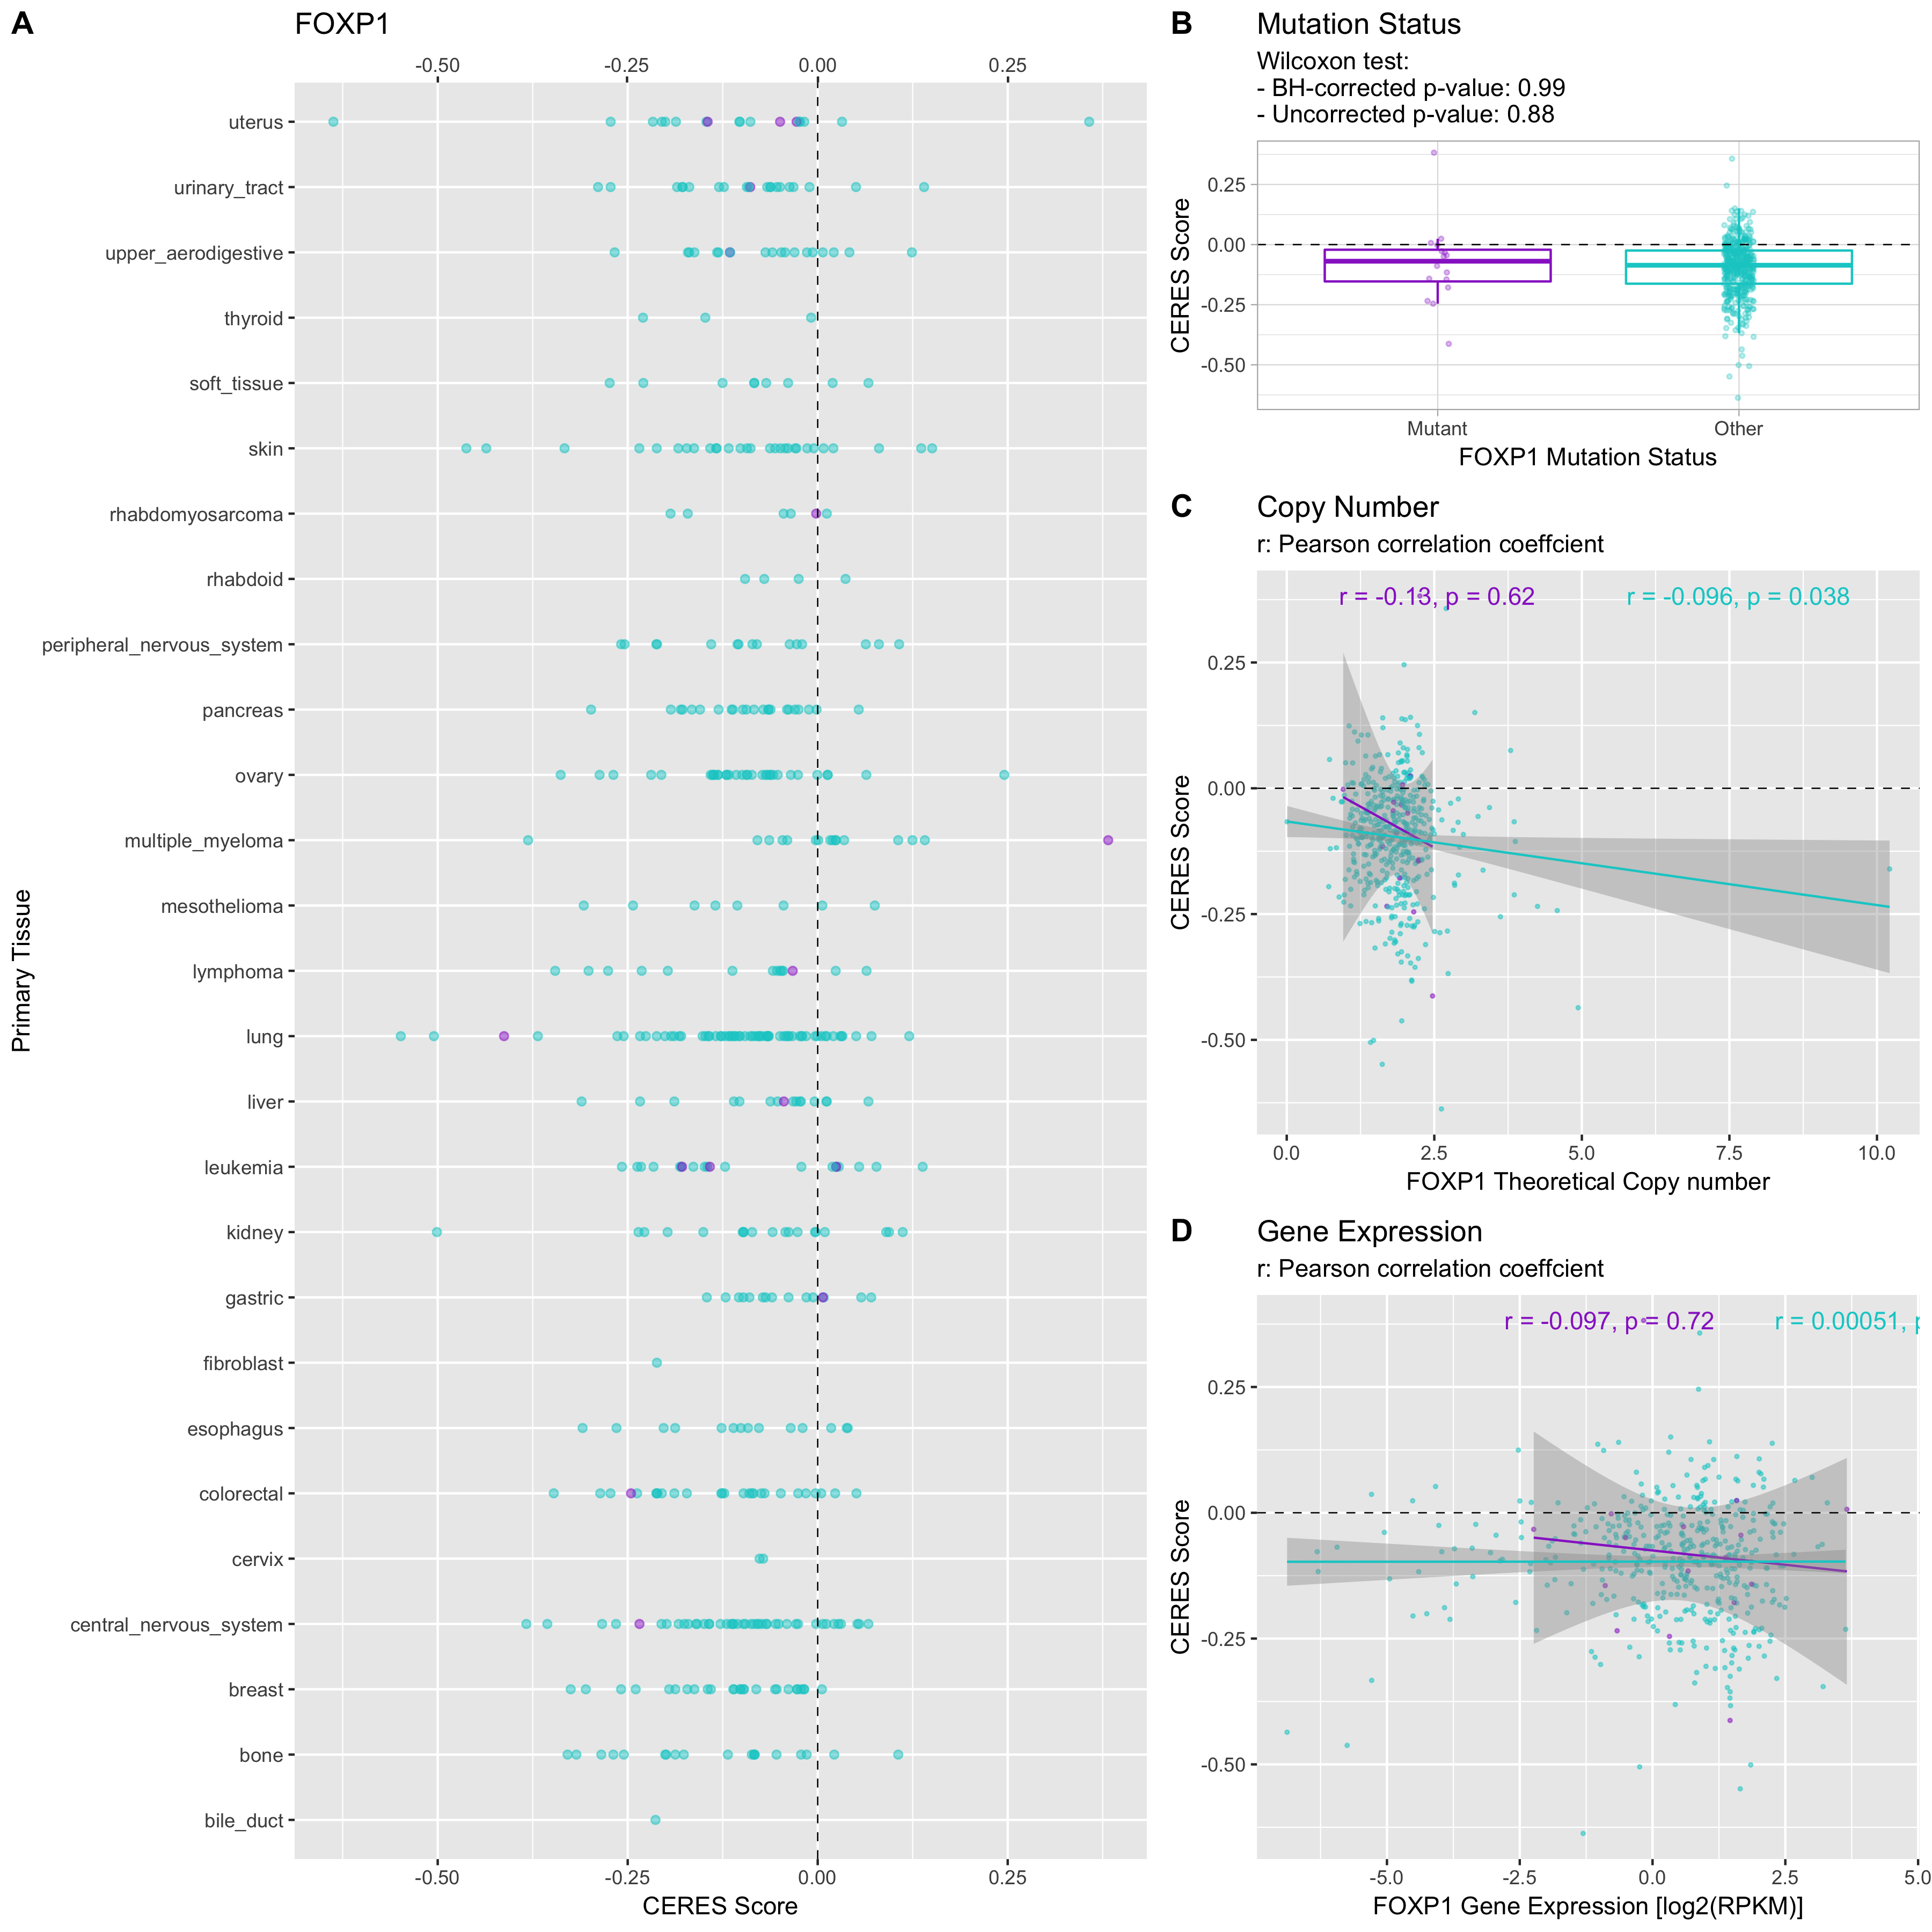 A
FOXP1
-0.50 -0.25 0.00 0.25
Primary Tissue
uterus
urinary_tract
upper_aerodigestive
thyroid
soft_tissue
skin
rhabdomyosarcoma
rhabdoid
peripheral_nervous_system
pancreas
ovary
multiple_myeloma
mesothelioma
lymphoma
lung
liver
leukemia
kidney
gastric
fibroblast
esophagus
colorectal
cervix
central_nervous_system
breast
bone
bile_duct
-0.50 -0.25 0.00 0.25
CERES Score
B
Mutation Status
Wilcoxon test:
- BH-corrected p-value: 0.99
- Uncorrected p-value: 0.88
CERES Score
0.25
0.00
-0.25
-0.50
Mutant Other
FOXP1 Mutation Status
C
Copy Number
r: Pearson correlation coeffcient
r = -0.13, p = 0.62 r = -0.096, p = 0.038
CERES Score
0.25
0.00
-0.25
-0.50
0.0 2.5 5.0 7.5 10.0
FOXP1 Theoretical Copy number
D
Gene Expression
r: Pearson correlation coeffcient
r = -0.097, p = 0.72 r = 0.00051, p
CERES Score
0.25
0.00
-0.25
-0.50
-5.0 -2.5 0.0 2.5 5.0
FOXP1 Gene Expression [log2(RPKM)]